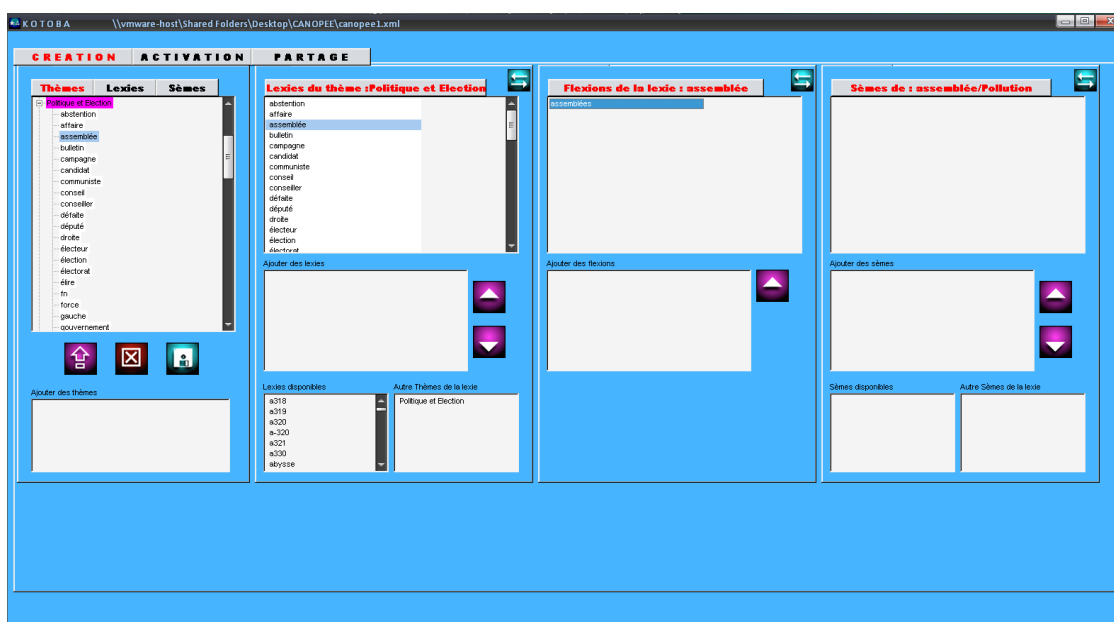 K O T O B A \\vmware-host\Shared Folders\Desktop\CANOPEE\canopee1.xml
CREATION ACTIVATION PARTAGE
Thèmes Lexies Sèmes
Politique et Election
abstention
affaire
assemblée
bulletin
campagne
candidat
communiste
conseil
conseiller
défaite
député
droite
électeur
élection
électorat
élire
fn
force
gauche
gouvernement
Ajouter des thèmes
Lexies du thème :Politique et Election
abstention
affaire
assemblée
bulletin
campagne
candidat
communiste
conseil
conseiller
défaite
député
droite
électeur
élection
électorat
Ajouter des lexies
Lexies disponibles
a318
a319
a320
a-320
a321
a330
abysse
Autre Thèmes de la lexie
Politique et Election
Flexions de la lexie : assemblée
assemblées
Ajouter des flexions
Sèmes de : assemblée/Pollution
Ajouter des sèmes
Sèmes disponibles
Autre Sèmes de la lexie